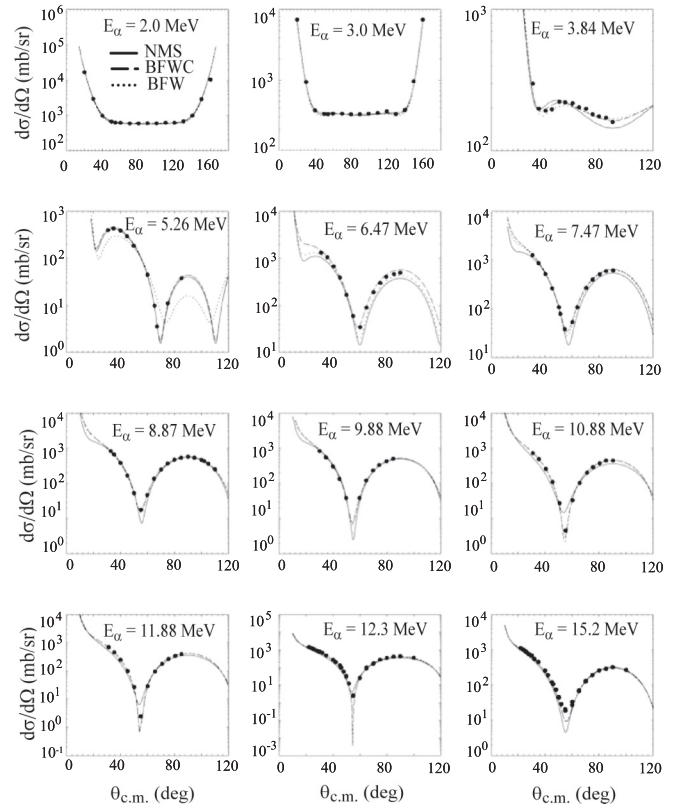 E_α = 2.0 MeV
NMS
BFWC
BFW
dσ/dΩ (mb/sr)
10^6
10^5
10^4
10^3
10^2
0 40 80 120 160
E_α = 3.0 MeV
10^4
10^3
10^2
0 40 80 120 160
E_α = 3.84 MeV
10^3
10^2
0 40 80 120
E_α = 5.26 MeV
dσ/dΩ (mb/sr)
10^3
10^2
10^1
10^0
0 40 80 120
E_α = 6.47 MeV
10^4
10^3
10^2
10^1
0 40 80 120
E_α = 7.47 MeV
10^4
10^3
10^2
10^1
0 40 80 120
E_α = 8.87 MeV
dσ/dΩ (mb/sr)
10^4
10^3
10^2
10^1
10^0
0 40 80 120
E_α = 9.88 MeV
10^4
10^3
10^2
10^1
10^0
0 40 80 120
E_α = 10.88 MeV
10^4
10^3
10^2
10^1
10^0
0 40 80 120
E_α = 11.88 MeV
dσ/dΩ (mb/sr)
10^4
10^3
10^2
10^1
10^0
10^-1
0 40 80 120
θ_c.m. (deg)
E_α = 12.3 MeV
10^5
10^3
10^1
10^-1
10^-3
0 40 80 120
θ_c.m. (deg)
E_α = 15.2 MeV
10^4
10^3
10^2
10^1
10^0
0 40 80 120
θ_c.m. (deg)